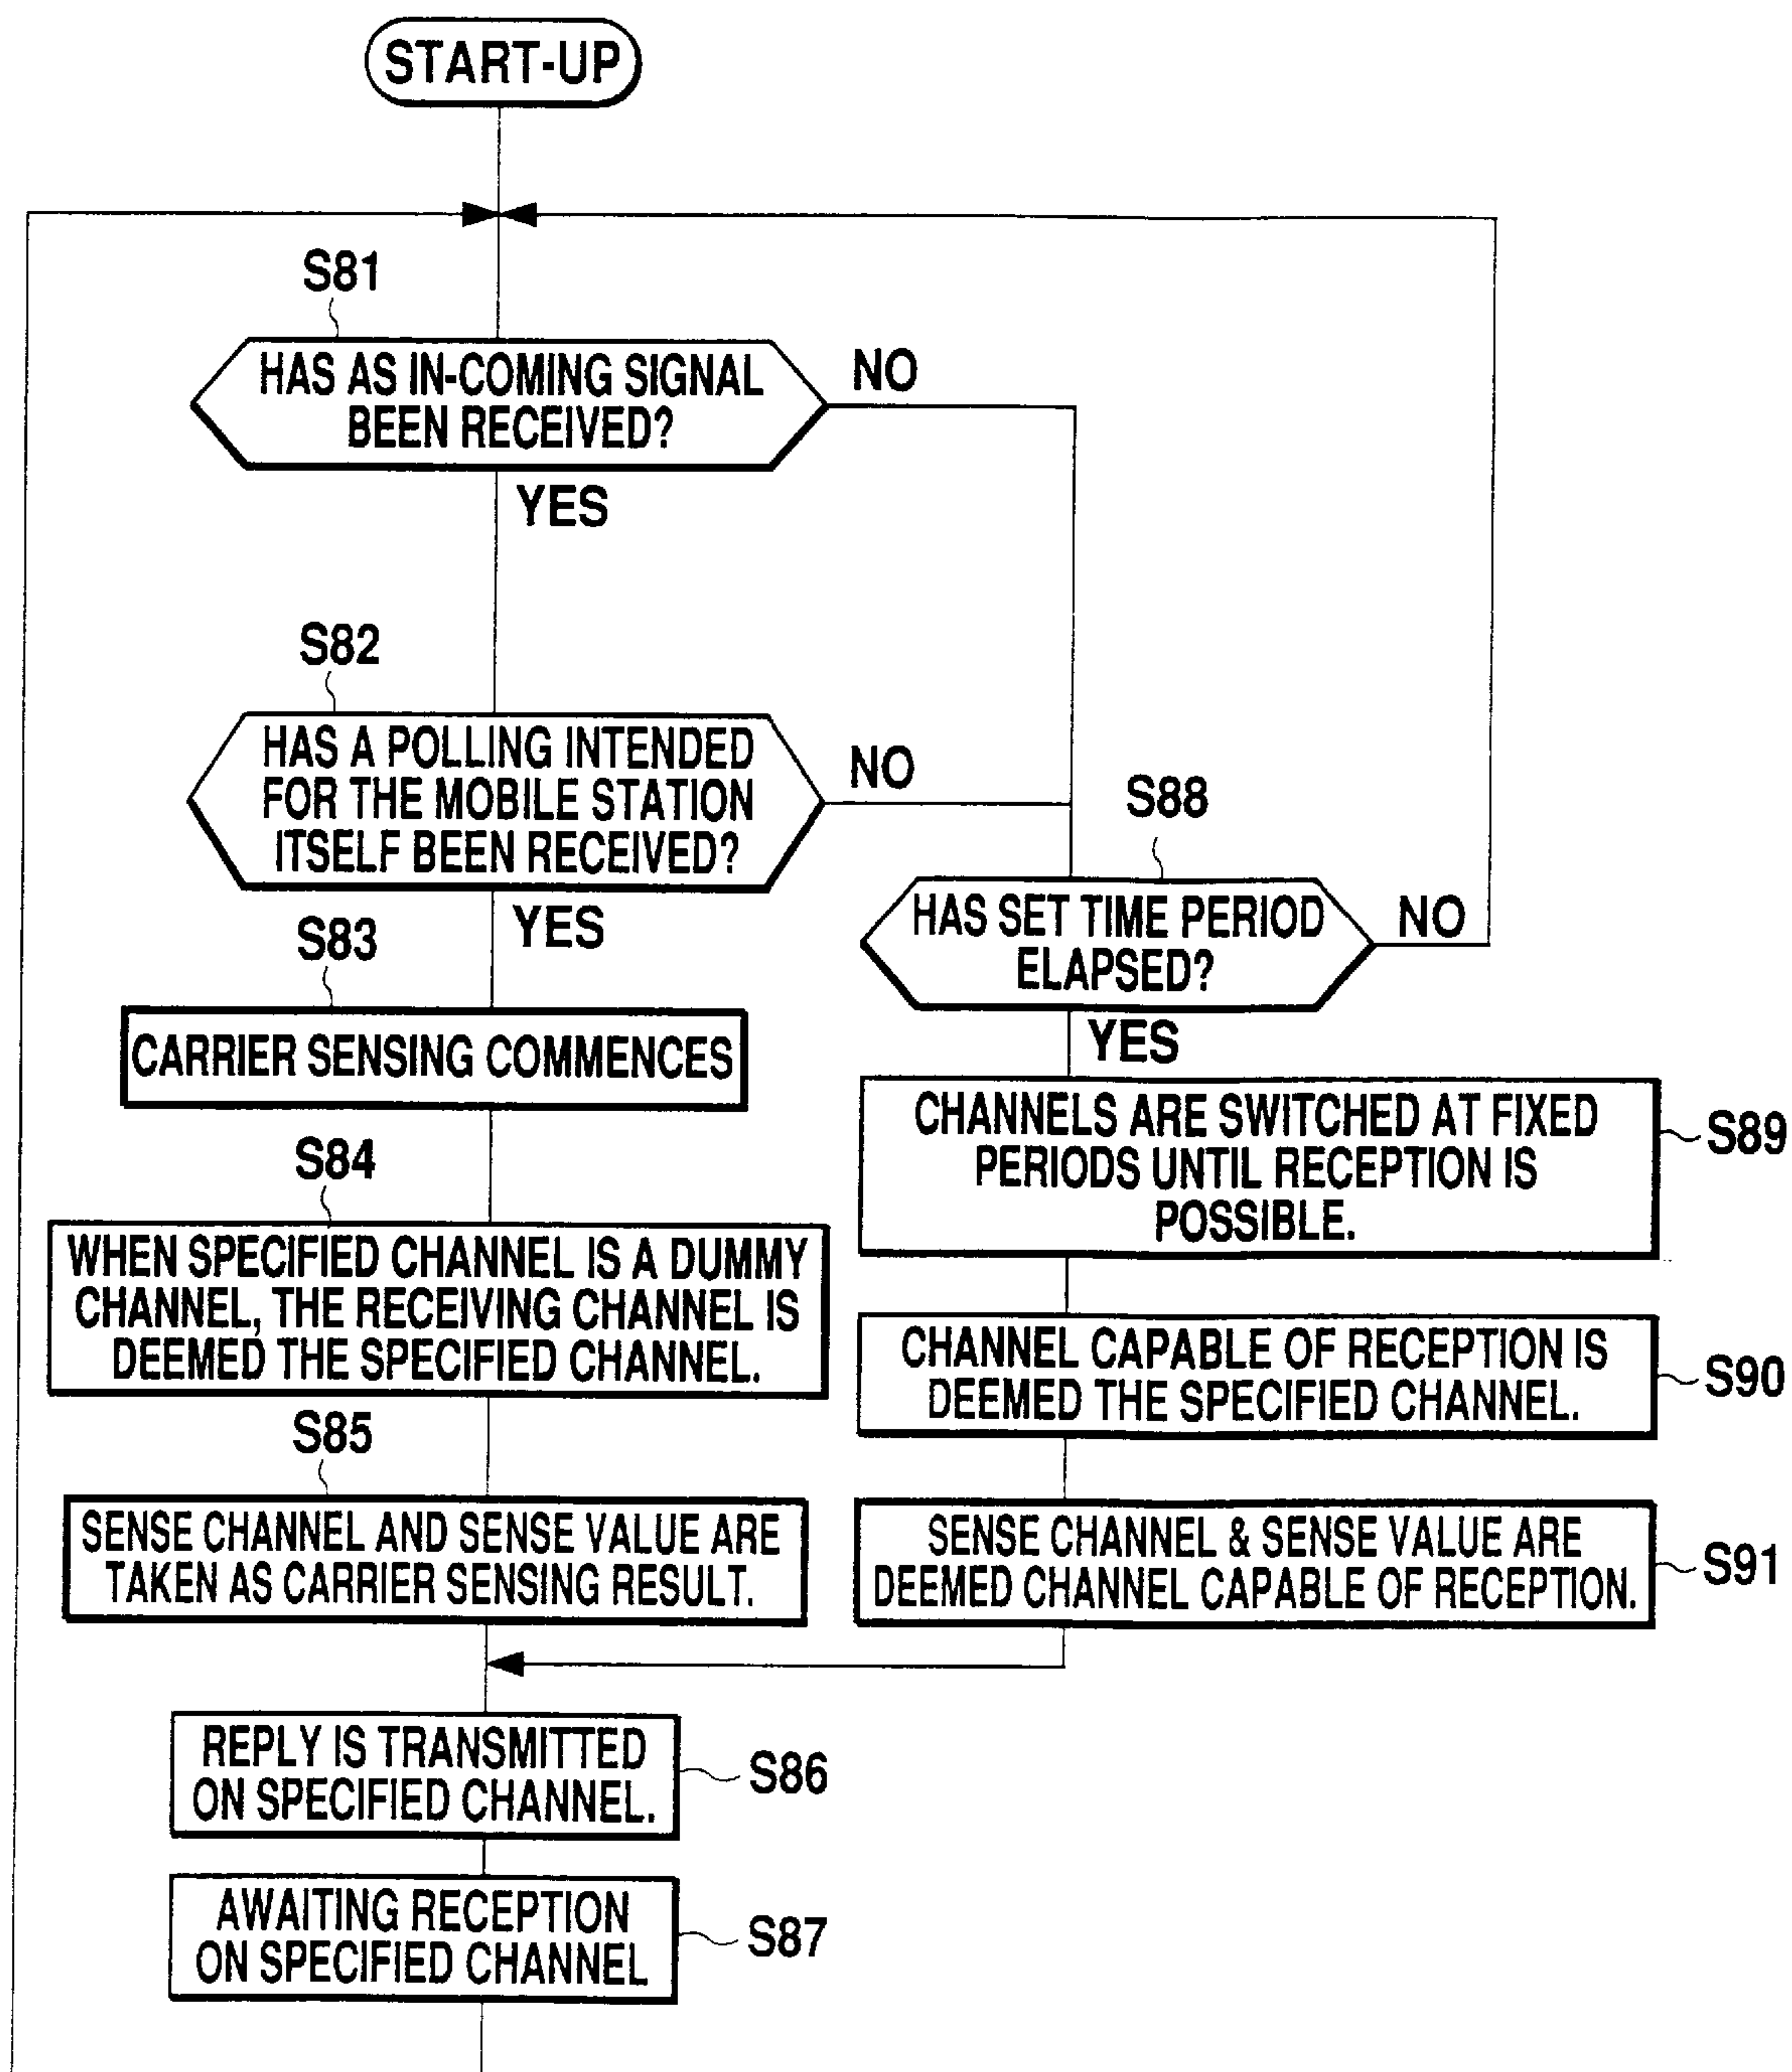 START-UP
S81
HAS AS IN-COMING SIGNAL
BEEN RECEIVED?
NO
YES
S82
HAS A POLLING INTENDED
FOR THE MOBILE STATION
ITSELF BEEN RECEIVED?
NO
YES
S88
HAS SET TIME PERIOD
ELAPSED?
NO
YES
S83
CARRIER SENSING COMMENCES
S84
WHEN SPECIFIED CHANNEL IS A DUMMY
CHANNEL, THE RECEIVING CHANNEL IS
DEEMED THE SPECIFIED CHANNEL.
S85
SENSE CHANNEL AND SENSE VALUE ARE
TAKEN AS CARRIER SENSING RESULT.
CHANNELS ARE SWITCHED AT FIXED
PERIODS UNTIL RECEPTION IS
POSSIBLE.
S89
CHANNEL CAPABLE OF RECEPTION IS
DEEMED THE SPECIFIED CHANNEL.
S90
SENSE CHANNEL & SENSE VALUE ARE
DEEMED CHANNEL CAPABLE OF RECEPTION.
S91
REPLY IS TRANSMITTED
ON SPECIFIED CHANNEL.
S86
AWAITING RECEPTION
ON SPECIFIED CHANNEL
S87